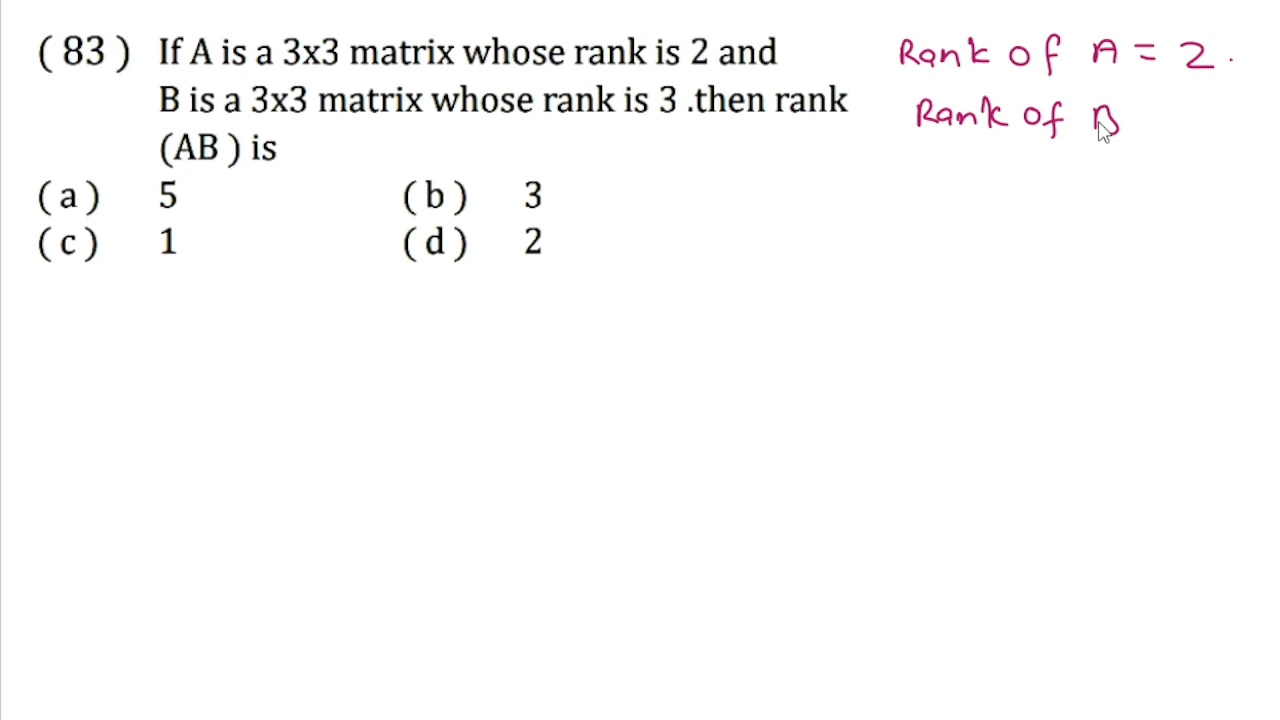 ( 83 ) If A is a 3x3 matrix whose rank is 2 and
B is a 3x3 matrix whose rank is 3 .then rank
(AB ) is
( a ) 5 ( b ) 3
( c ) 1 ( d ) 2
Rank of A = 2 .
Rank of B